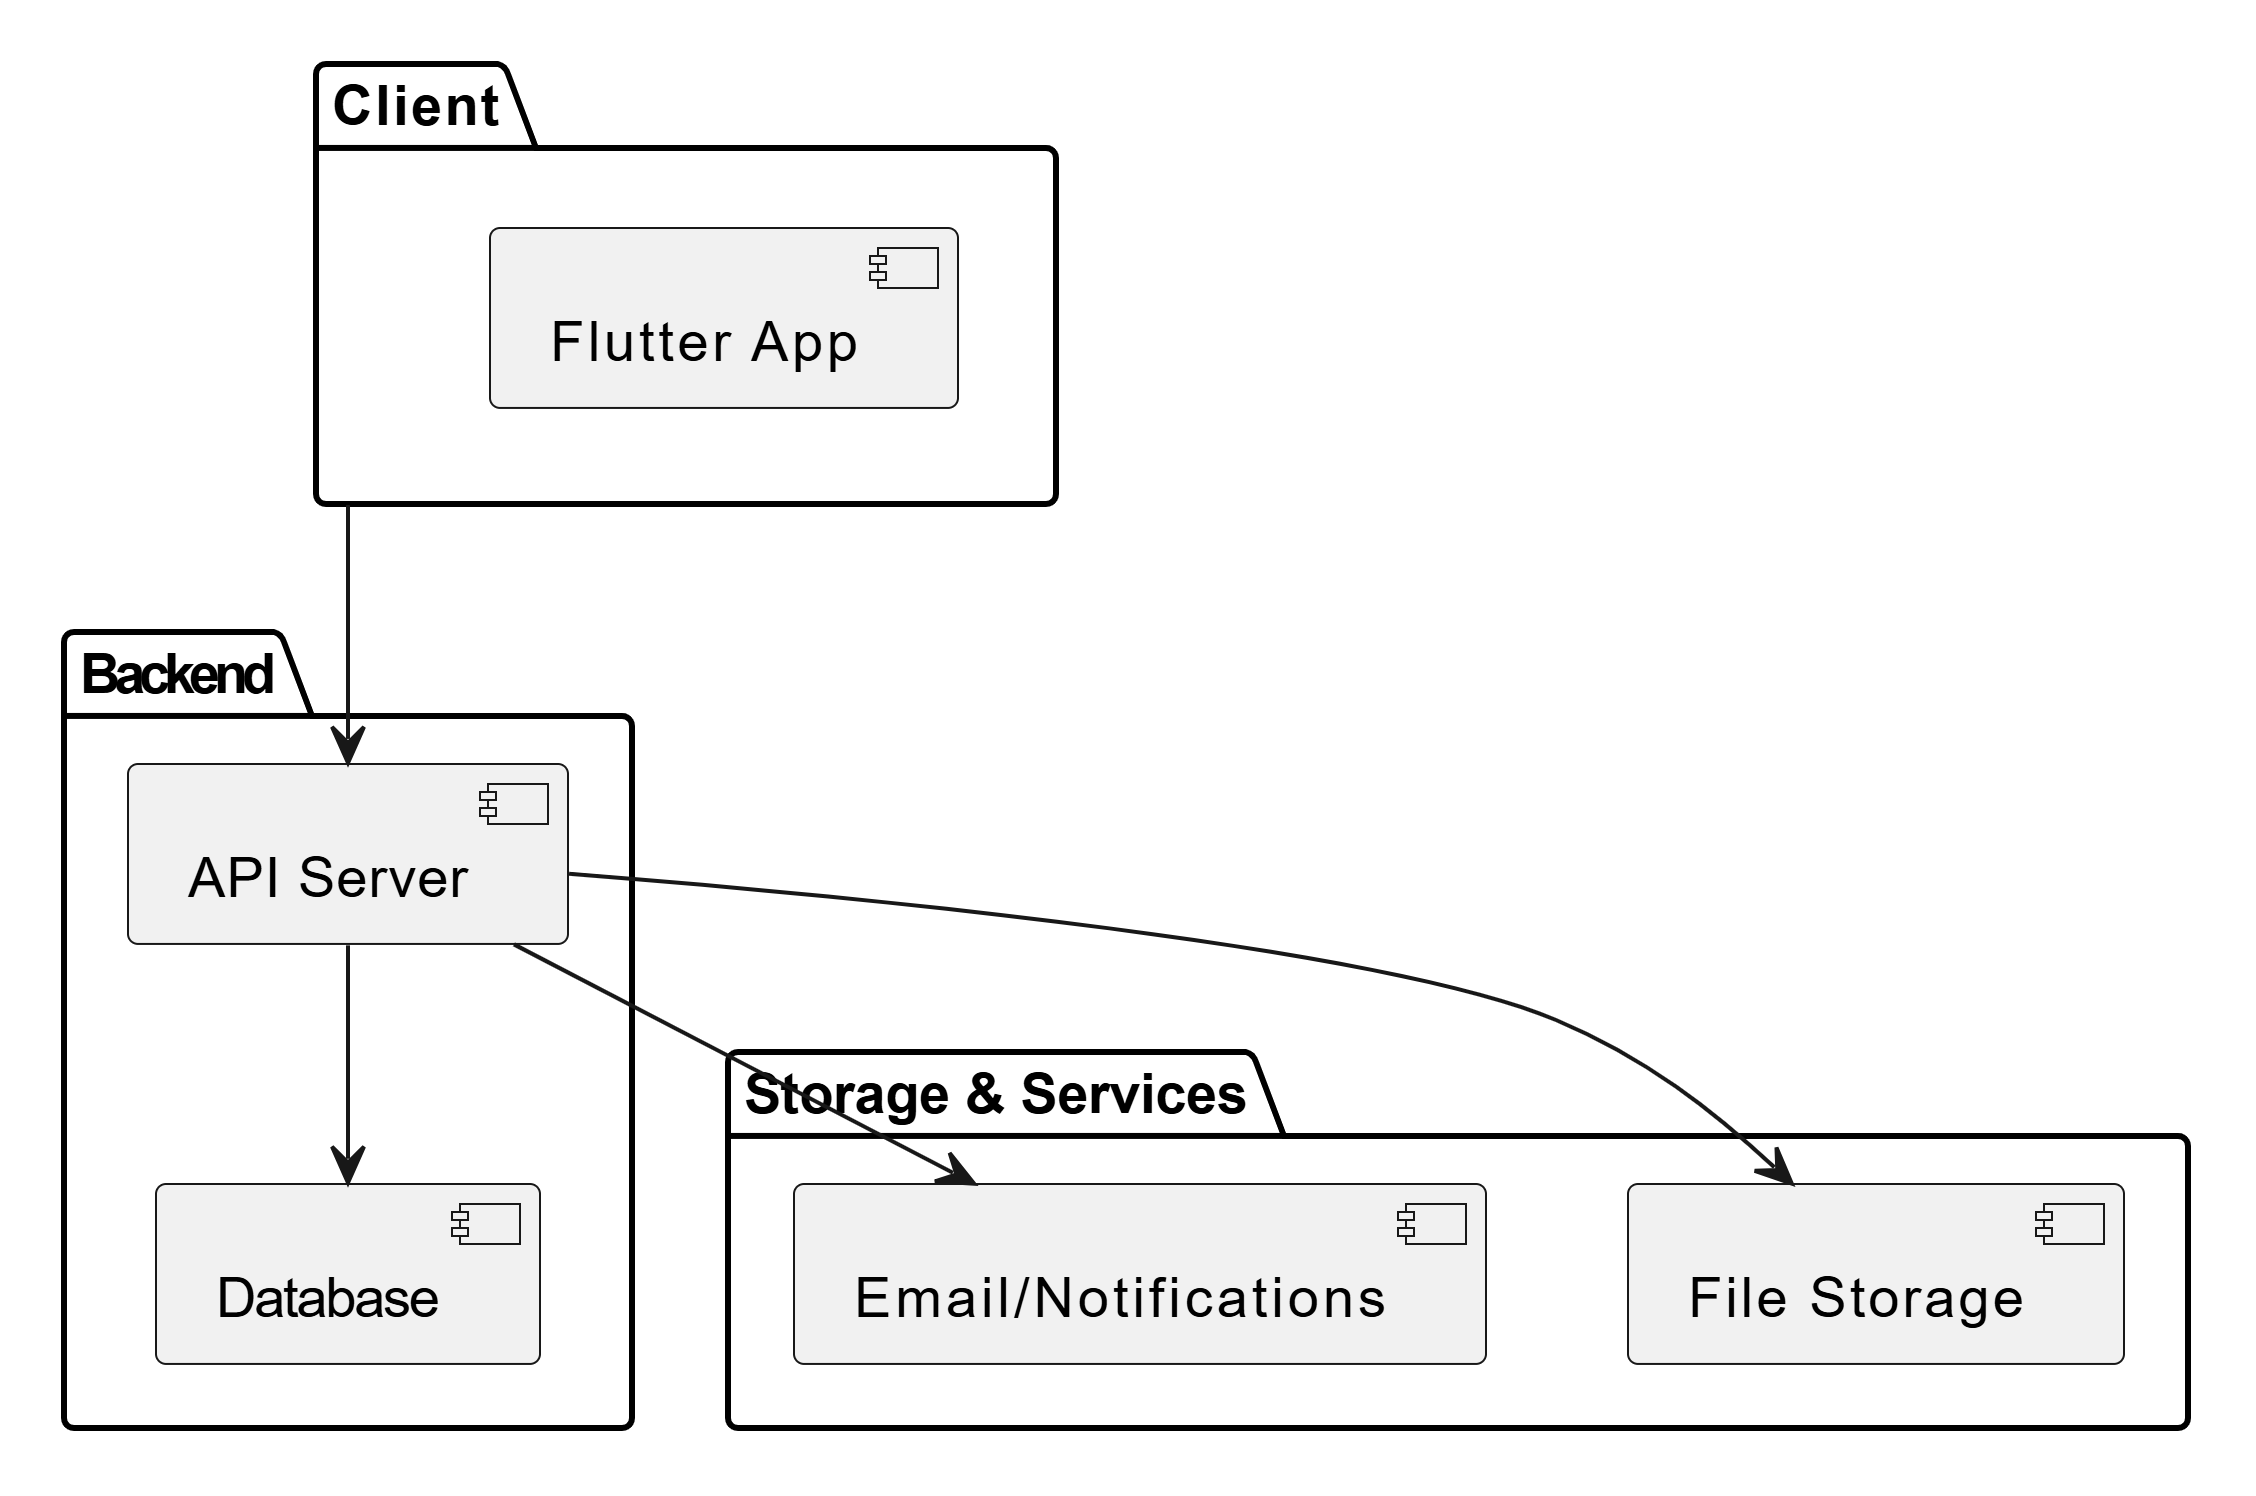 Client
Flutter App
Backend
API Server
Storage & Services
Database
Email/Notifications
File Storage